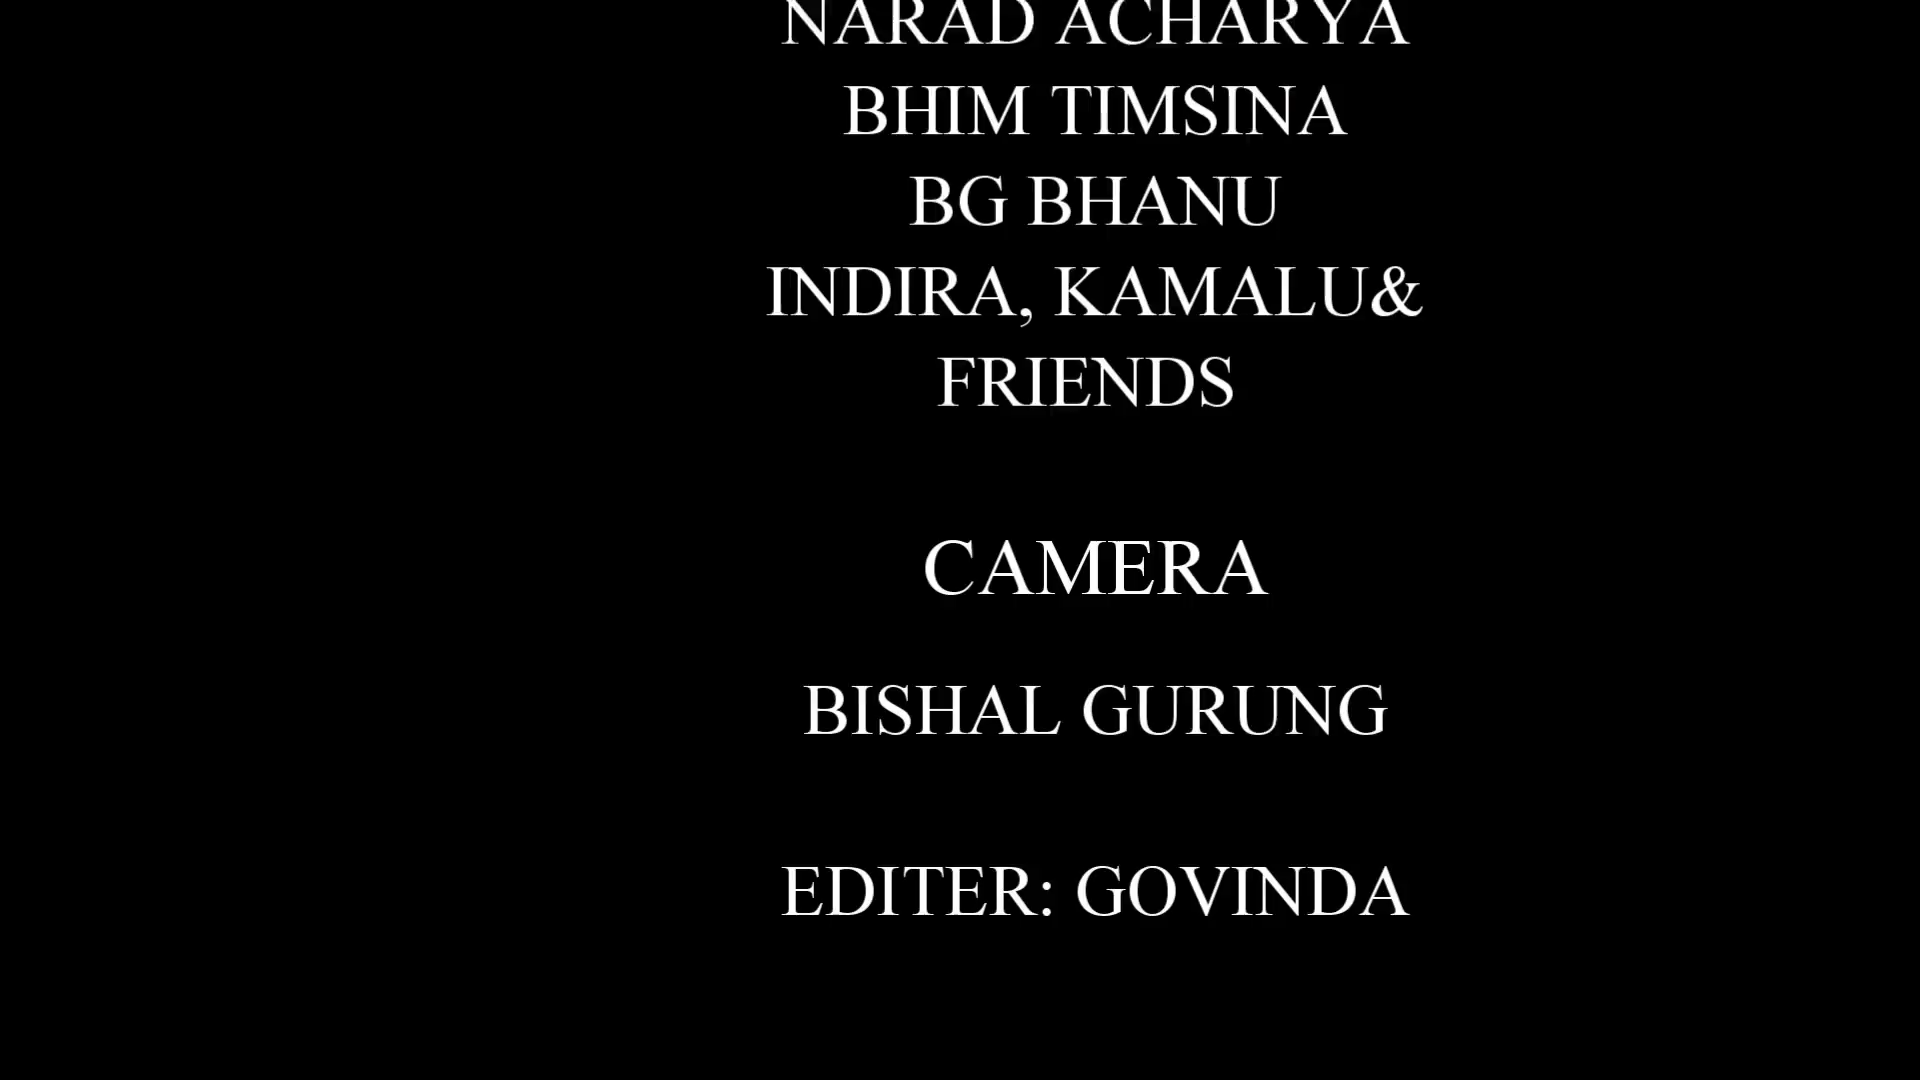 NARAD ACHARYA
BHIM TIMSINA
BG BHANU
INDIRA, KAMALU&
FRIENDS
CAMERA
BISHAL GURUNG
EDITER: GOVINDA